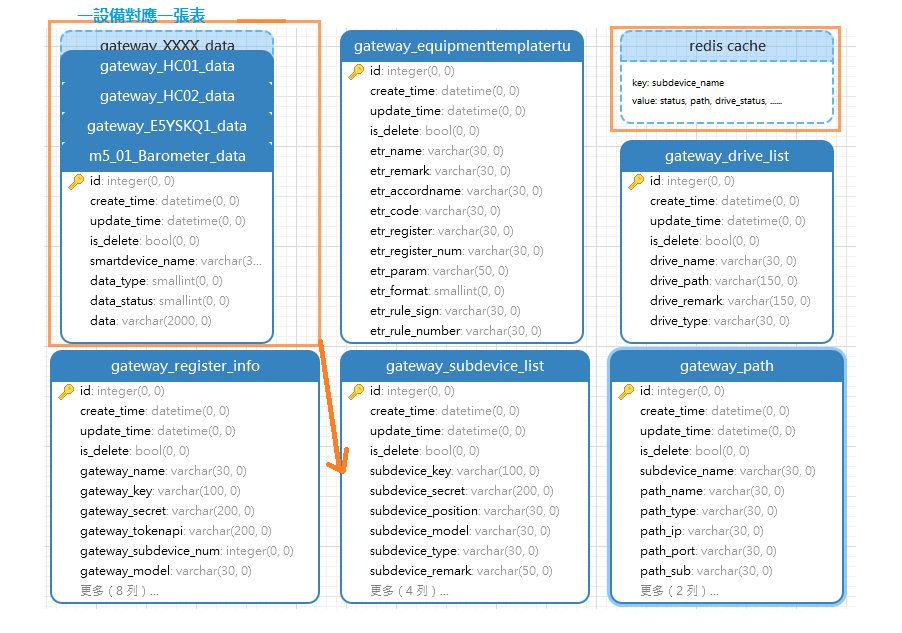 一設備對應一張表
gateway_XXXX_data
gateway_HC01_data
gateway_HC02_data
gateway_E5YSKQ1_data
m5_01_Barometer_data
id: integer(0, 0)
create_time: datetime(0, 0)
update_time: datetime(0, 0)
is_delete: bool(0, 0)
smartdevice_name: varchar(3...
data_type: smallint(0, 0)
data_status: smallint(0, 0)
data: varchar(2000, 0)
gateway_equipmenttemplatertu
id: integer(0, 0)
create_time: datetime(0, 0)
update_time: datetime(0, 0)
is_delete: bool(0, 0)
etr_name: varchar(30, 0)
etr_remark: varchar(30, 0)
etr_accordname: varchar(30, 0)
etr_code: varchar(30, 0)
etr_register: varchar(30, 0)
etr_register_num: varchar(30, 0)
etr_param: varchar(50, 0)
etr_format: smallint(0, 0)
etr_rule_sign: varchar(30, 0)
etr_rule_number: varchar(30, 0)
redis cache
key: subdevice_name
value: status, path, drive_status, ......
gateway_drive_list
id: integer(0, 0)
create_time: datetime(0, 0)
update_time: datetime(0, 0)
is_delete: bool(0, 0)
drive_name: varchar(30, 0)
drive_path: varchar(150, 0)
drive_remark: varchar(150, 0)
drive_type: varchar(30, 0)
gateway_register_info
id: integer(0, 0)
create_time: datetime(0, 0)
update_time: datetime(0, 0)
is_delete: bool(0, 0)
gateway_name: varchar(30, 0)
gateway_key: varchar(100, 0)
gateway_secret: varchar(200, 0)
gateway_tokenapi: varchar(200, 0)
gateway_subdevice_num: integer(0, 0)
gateway_model: varchar(30, 0)
更多 ( 8 列 ) ...
gateway_subdevice_list
id: integer(0, 0)
create_time: datetime(0, 0)
update_time: datetime(0, 0)
is_delete: bool(0, 0)
subdevice_key: varchar(100, 0)
subdevice_secret: varchar(200, 0)
subdevice_position: varchar(30, 0)
subdevice_model: varchar(30, 0)
subdevice_type: varchar(30, 0)
subdevice_remark: varchar(50, 0)
更多 ( 4 列 ) ...
gateway_path
id: integer(0, 0)
create_time: datetime(0, 0)
update_time: datetime(0, 0)
is_delete: bool(0, 0)
subdevice_name: varchar(30, 0)
path_name: varchar(30, 0)
path_type: varchar(30, 0)
path_ip: varchar(30, 0)
path_port: varchar(30, 0)
path_sub: varchar(30, 0)
更多 ( 2 列 ) ...